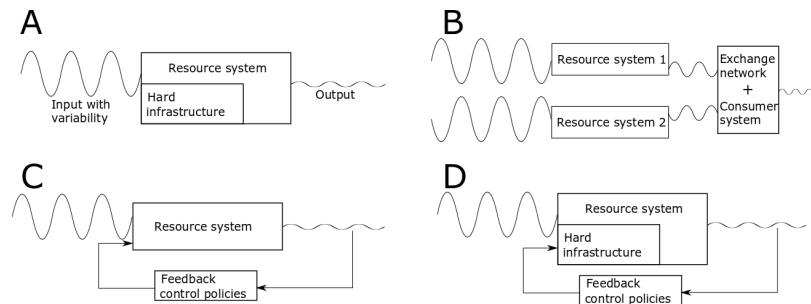 A
Resource system
Hard
infrastructure
Input with
variability
Output
B
Resource system 1
Resource system 2
Exchange
network
+
Consumer
system
C
Resource system
Feedback
control policies
D
Resource system
Hard
infrastructure
Feedback
control policies